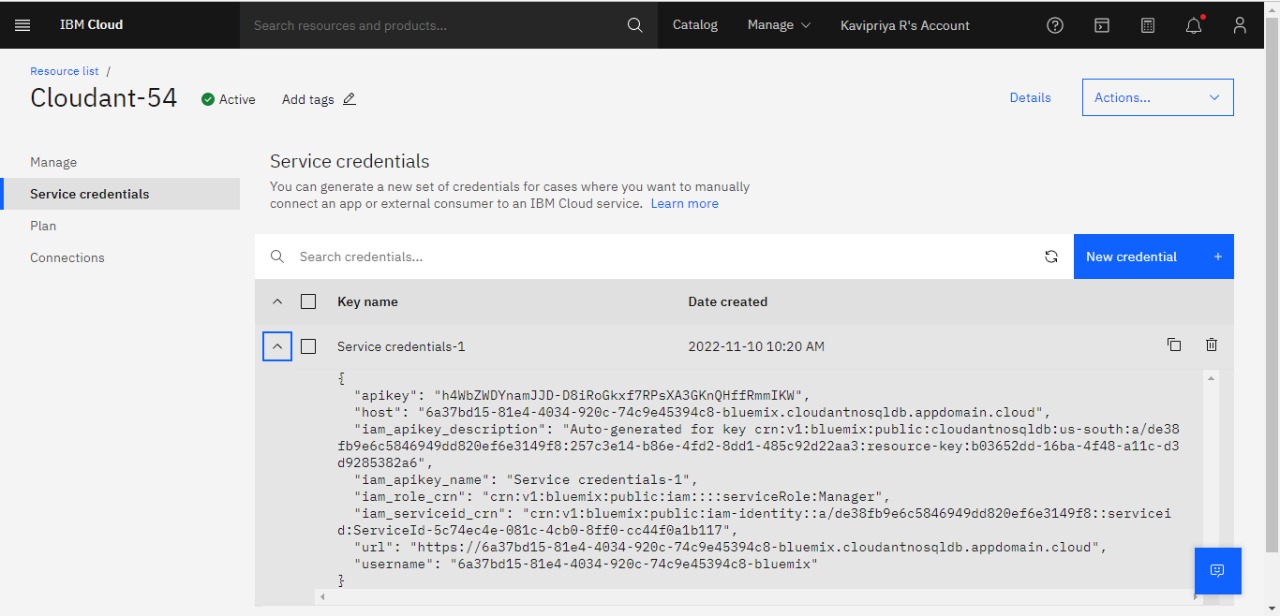 IBM Cloud
Search resources and products...
Catalog
Manage
Kavipriya R's Account
Resource list /
Cloudant-54
Active
Add tags
Details
Actions...
Manage
Service credentials
Plan
Connections
Service credentials
You can generate a new set of credentials for cases where you want to manually
connect an app or external consumer to an IBM Cloud service. Learn more
Search credentials...
New credential +
Key name
Date created
Service credentials-1
2022-11-10 10:20 AM
{
"apikey": "h4WbZWDYnamJJD-D8iRoGkxf7RPsXA3GKnQHffRmmIKW",
"host": "6a37bd15-81e4-4034-920c-74c9e45394c8-bluemix.cloudantnosqldb.appdomain.cloud",
"iam_apikey_description": "Auto-generated for key crn:v1:bluemix:public:cloudantnosqldb:us-south:a/de38
fb9e6c5846949dd820ef6e3149f8:257c3e14-b86e-4fd2-8dd1-485c92d22aa3:resource-key:b03652dd-16ba-4f48-a11c-d3
d9285382a6",
"iam_apikey_name": "Service credentials-1",
"iam_role_crn": "crn:v1:bluemix:public:iam::::serviceRole:Manager",
"iam_serviceid_crn": "crn:v1:bluemix:public:iam-identity::a/de38fb9e6c5846949dd820ef6e3149f8::servicei
d:ServiceId-5c74ec4e-081c-4cb0-8ff0-cc44f0a1b117",
"url": "https://6a37bd15-81e4-4034-920c-74c9e45394c8-bluemix.cloudantnosqldb.appdomain.cloud",
"username": "6a37bd15-81e4-4034-920c-74c9e45394c8-bluemix"
}